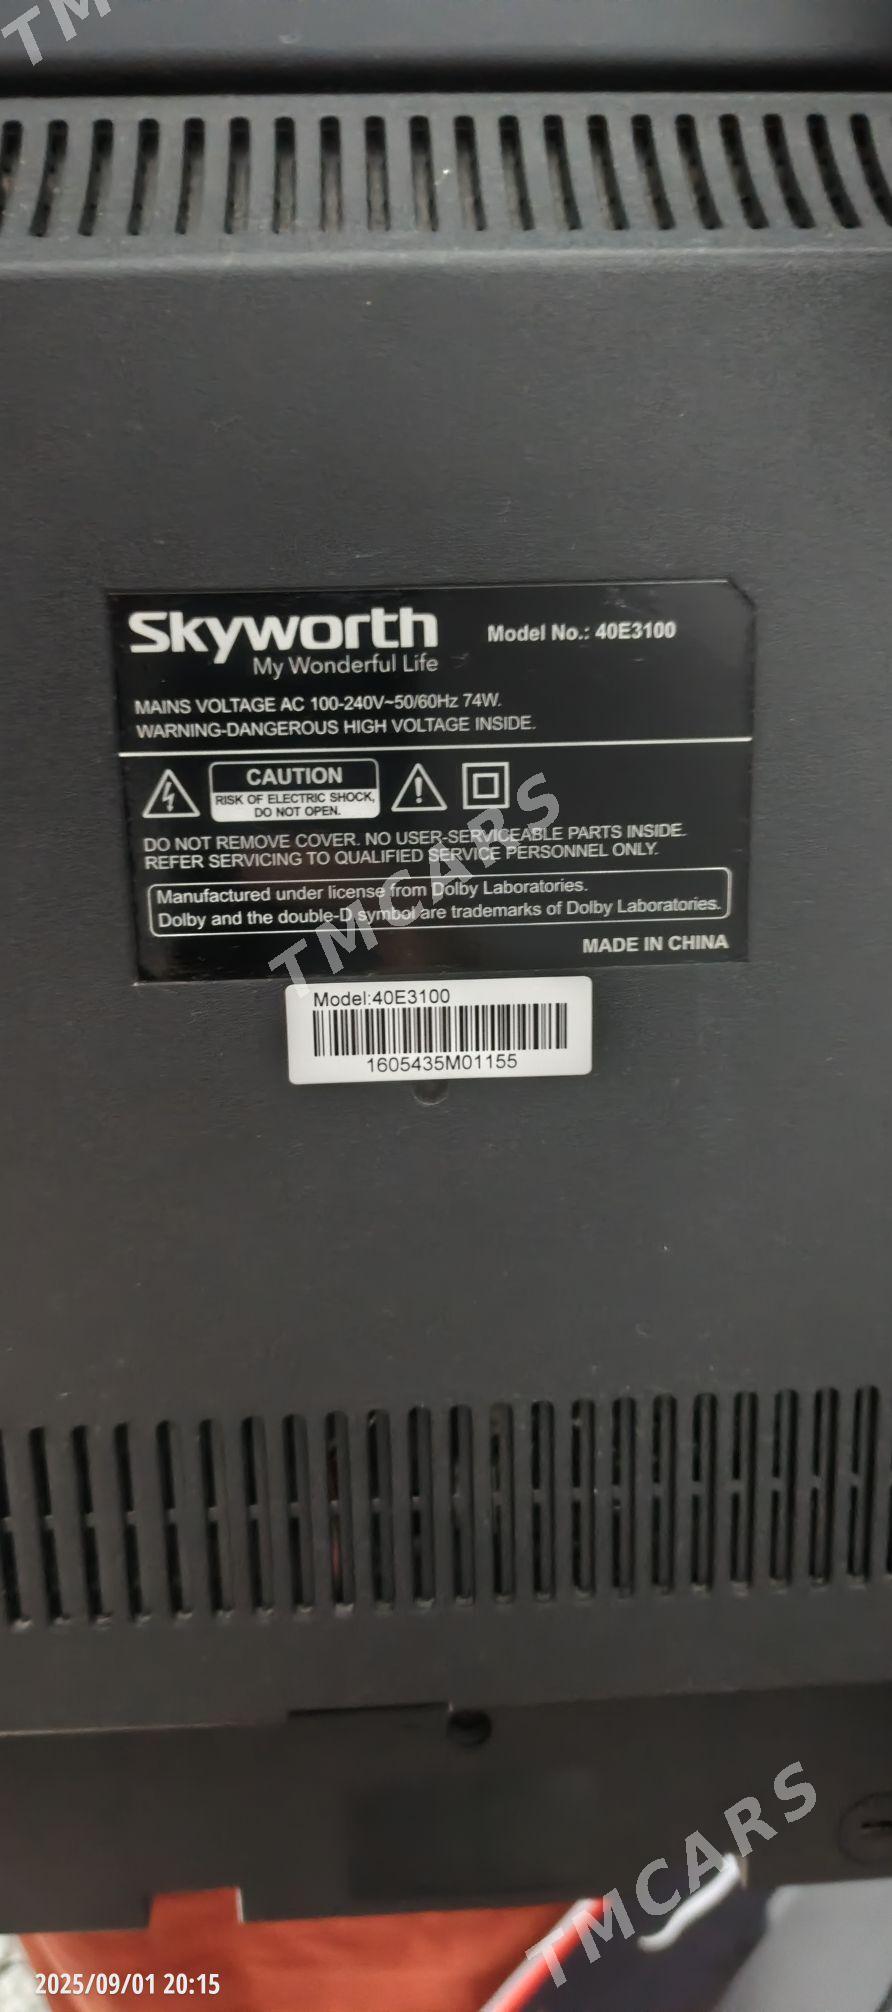 TM
Skyworth
My Wonderful Life
Model No.: 40E3100
MAINS VOLTAGE AC 100-240V~50/60Hz 74W.
WARNING-DANGEROUS HIGH VOLTAGE INSIDE.
CAUTION
RISK OF ELECTRIC SHOCK,
DO NOT OPEN.
DO NOT REMOVE COVER. NO USER-SERVICEABLE PARTS INSIDE.
REFER SERVICING TO QUALIFIED SERVICE PERSONNEL ONLY.
Manufactured under license from Dolby Laboratories.
Dolby and the double-D symbol are trademarks of Dolby Laboratories.
MADE IN CHINA
TMCARS
Model:40E3100
1605435M01155
TMCARS
2025/09/01 20:15